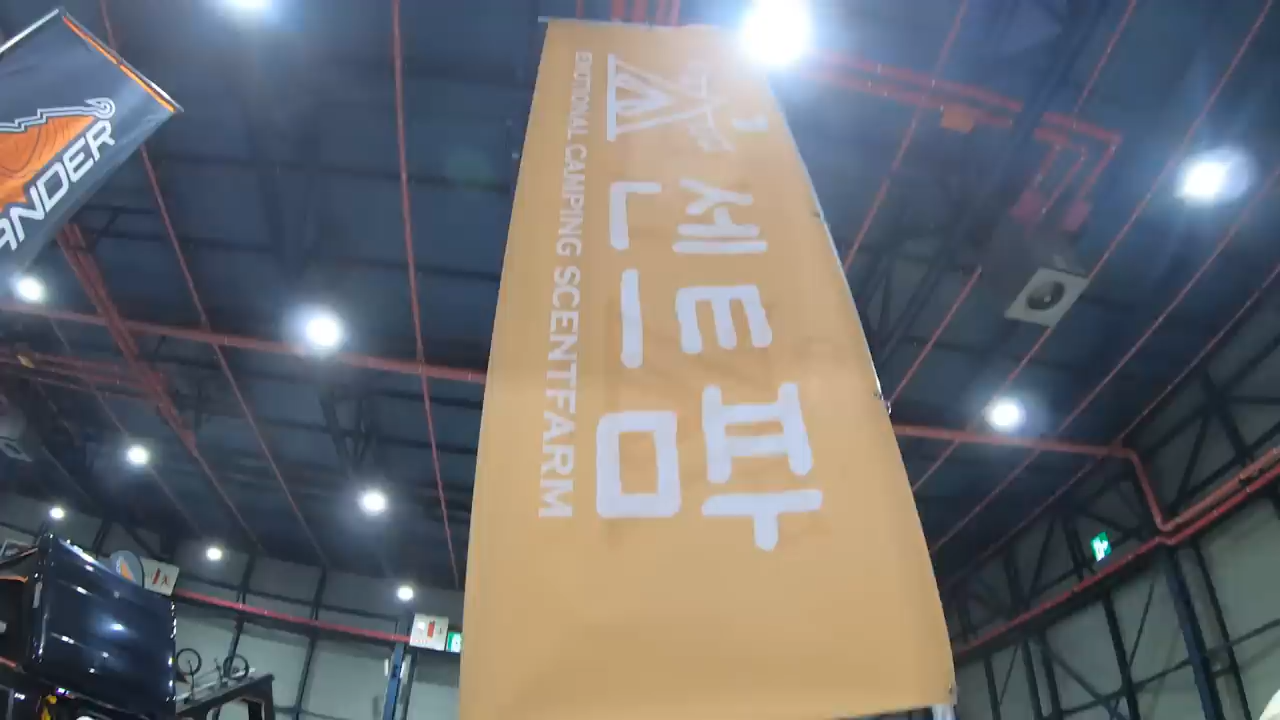 센트팜
EMOTIONAL CAMPING SCENTFARM
ANDER